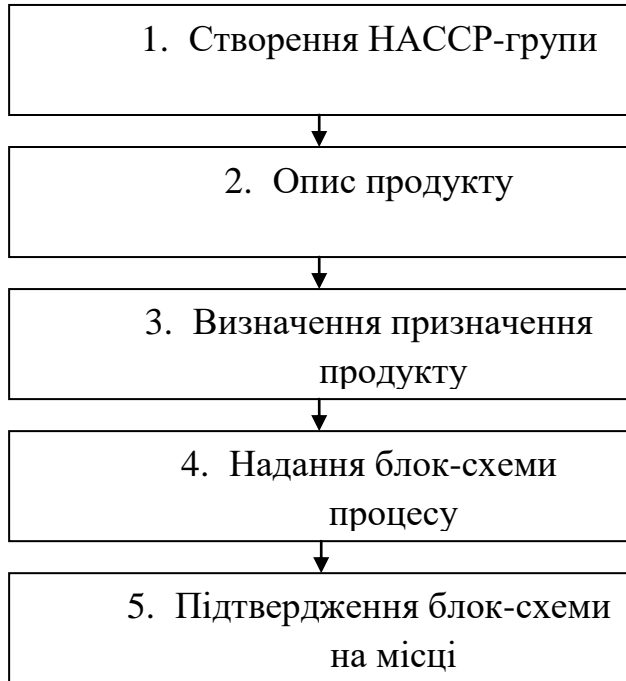 1. Створення НАССР-групи
2. Опис продукту
3. Визначення призначення
продукту
4. Надання блок-схеми
процесу
5. Підтвердження блок-схеми
на місці